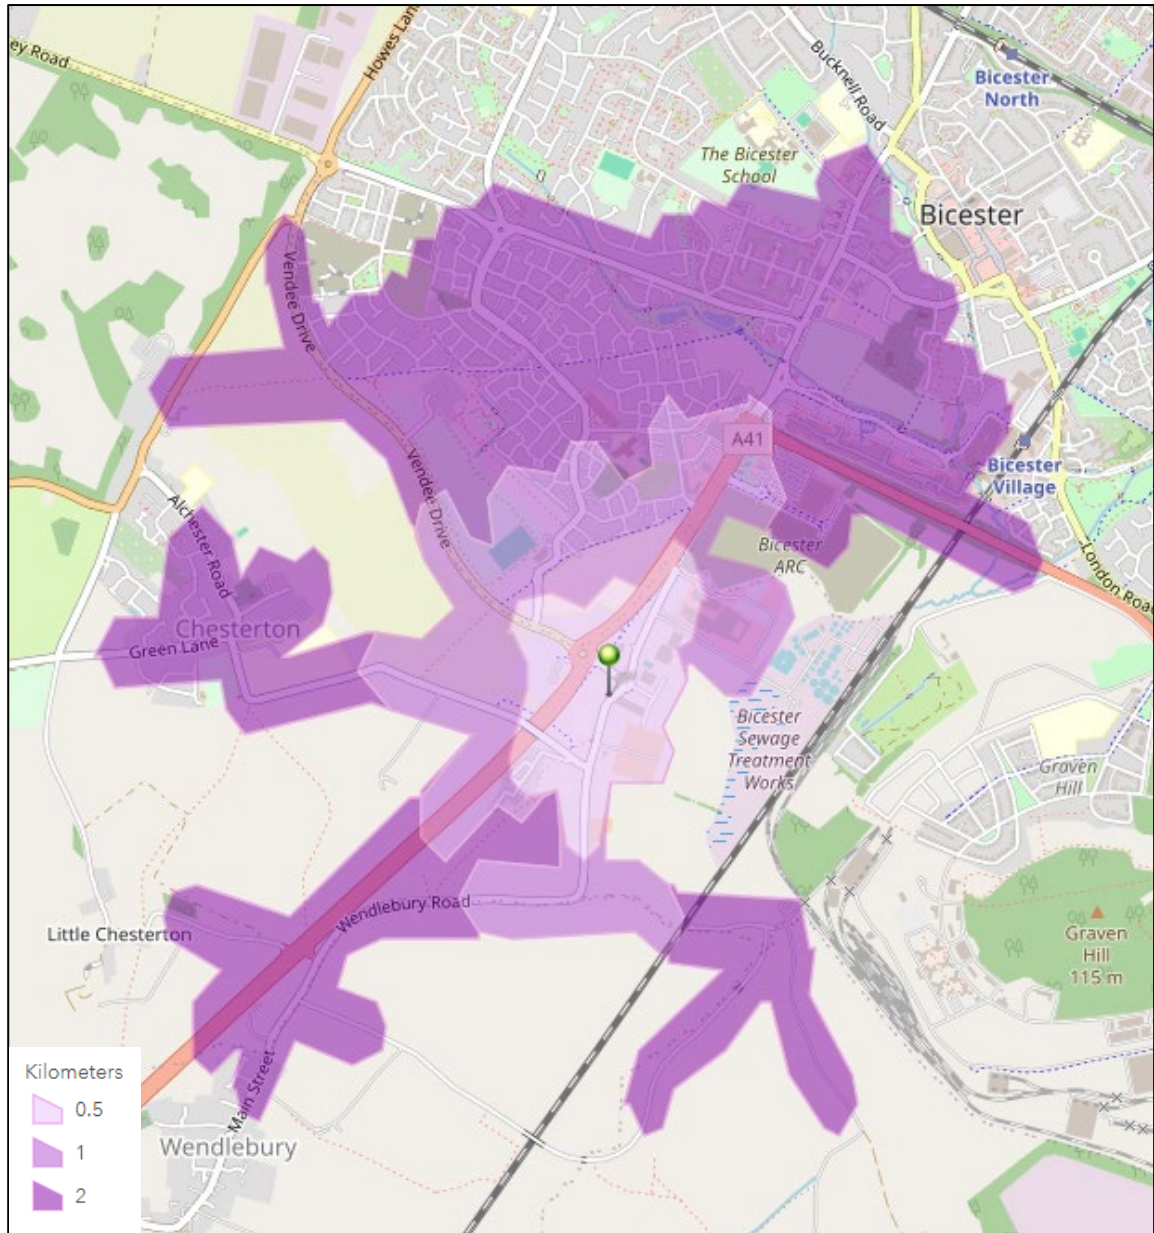 ey Road
Howes Lan
Bucknell Road
Bicester
North
The Bicester
School
Bicester
Vendee Drive
A41
Bicester
Village
Vendee Drive
Alchester Road
Bicester
ARC
London Road
Chesterton
Green Lane
Bicester
Sewage
Treatment
Works
Graven
Hill
Wendlebury Road
Little Chesterton
Graven
Hill
115 m
Main Street
Wendlebury
Kilometers
0.5
1
2